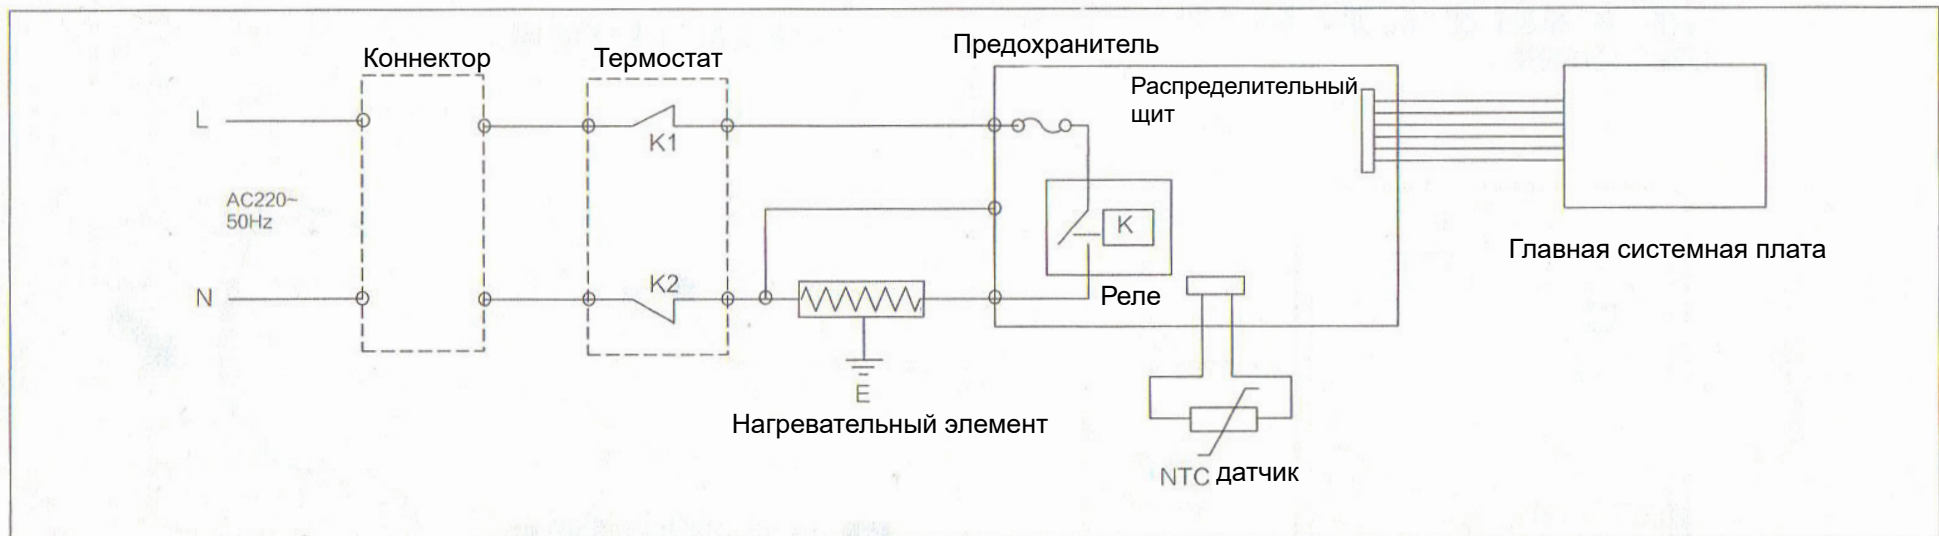 Предохранитель
Коннектор
Термостат
Распределительный
щит
L
K1
AC220~
50Hz
K
Главная системная плата
K2
N
Реле
E
Нагревательный элемент
NTC датчик